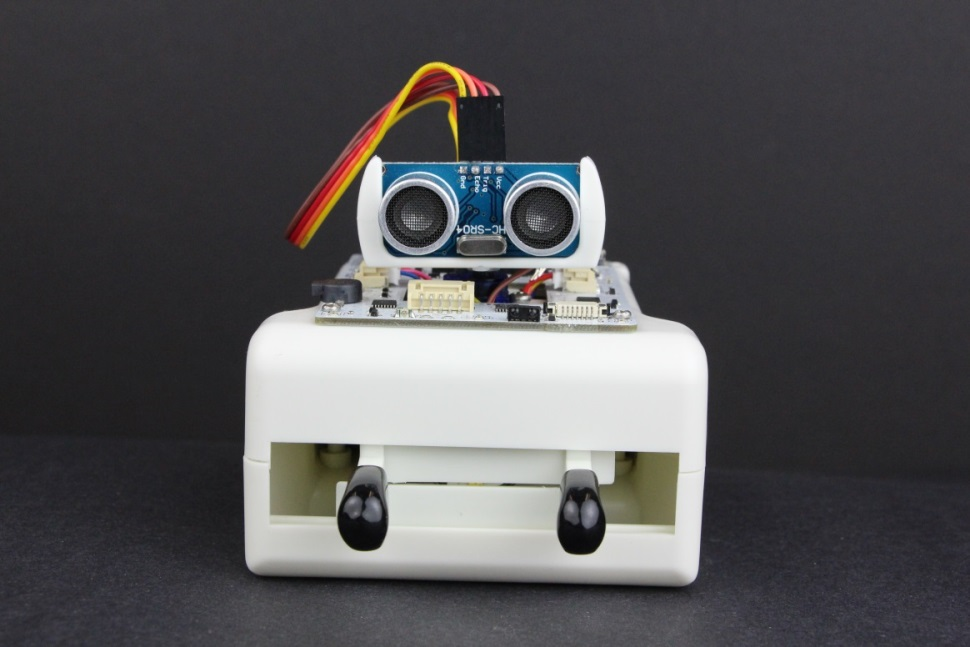 Vcc
Trig
Echo
Gnd
HC-SR04